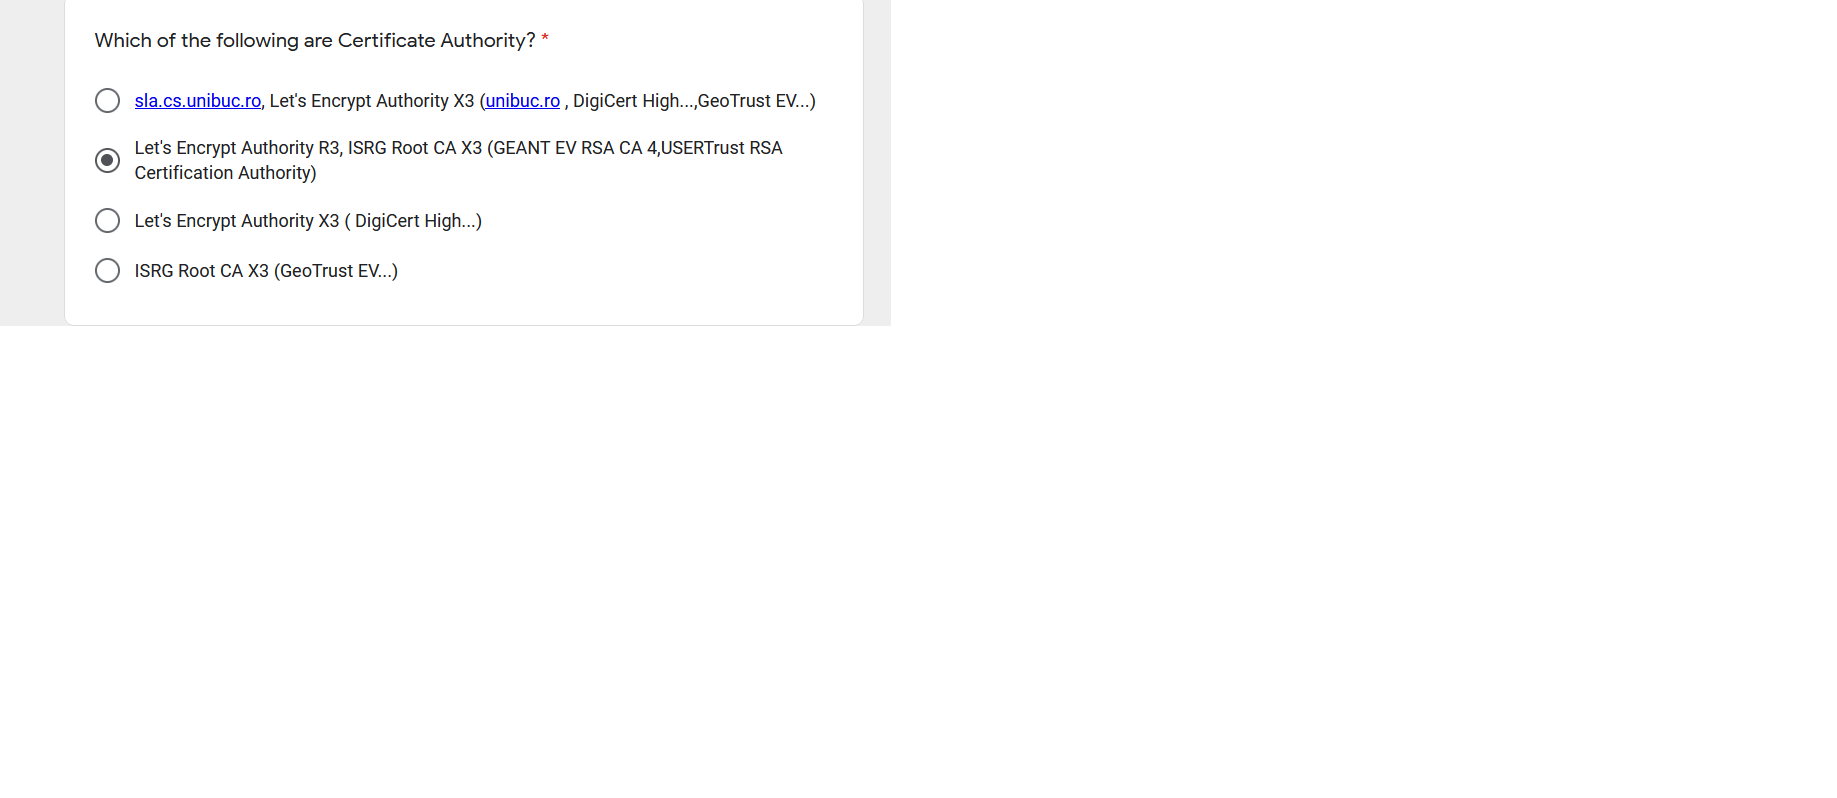 Which of the following are Certificate Authority? *
sla.cs.unibuc.ro, Let's Encrypt Authority X3 (unibuc.ro , DigiCert High...,GeoTrust EV...)
Let's Encrypt Authority R3, ISRG Root CA X3 (GEANT EV RSA CA 4,USERTrust RSA
Certification Authority)
Let's Encrypt Authority X3 ( DigiCert High...)
ISRG Root CA X3 (GeoTrust EV...)